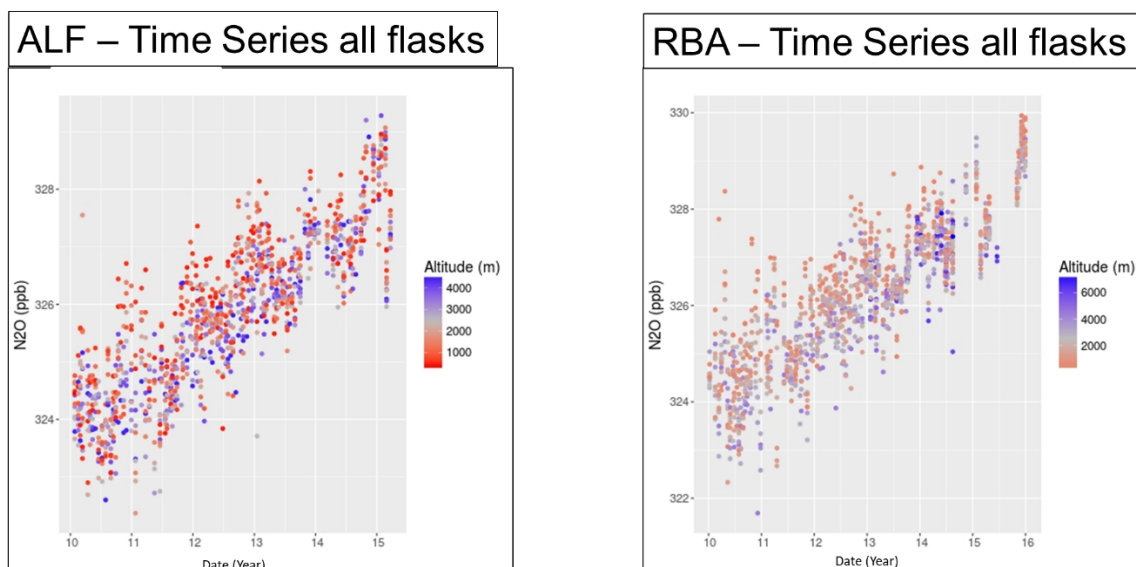 ALF – Time Series all flasks
328
326
324
N2O (ppb)
10 11 12 13 14 15
Date (Year)
Altitude (m)
4000
3000
2000
1000
RBA – Time Series all flasks
330
328
326
324
322
N2O (ppb)
10 11 12 13 14 15 16
Date (Year)
Altitude (m)
6000
4000
2000